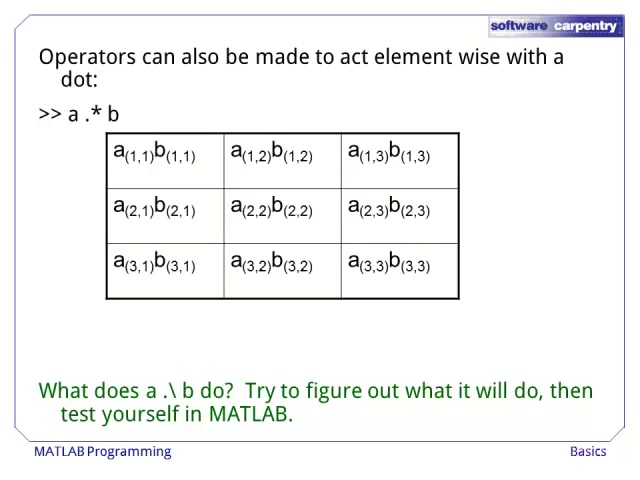 software carpentry
Operators can also be made to act element wise with a
dot:
>> a .* b
a(1,1)b(1,1) a(1,2)b(1,2) a(1,3)b(1,3)
a(2,1)b(2,1) a(2,2)b(2,2) a(2,3)b(2,3)
a(3,1)b(3,1) a(3,2)b(3,2) a(3,3)b(3,3)
What does a .\ b do?  Try to figure out what it will do, then
test yourself in MATLAB.
MATLAB Programming Basics